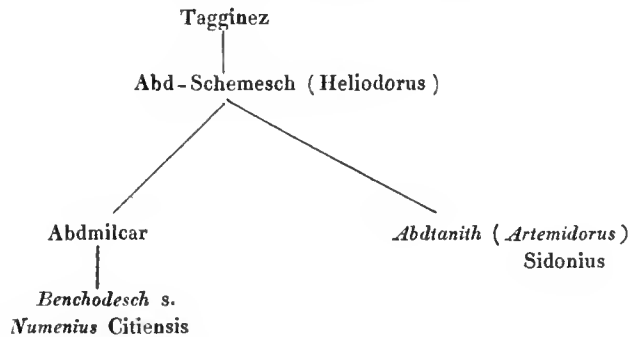 Tagginez
Abd-Schemesch (Heliodorus)
Abdmilcar
Abdtanith (Artemidorus)
Sidonius
Benchodesch s.
Numenius Citiensis